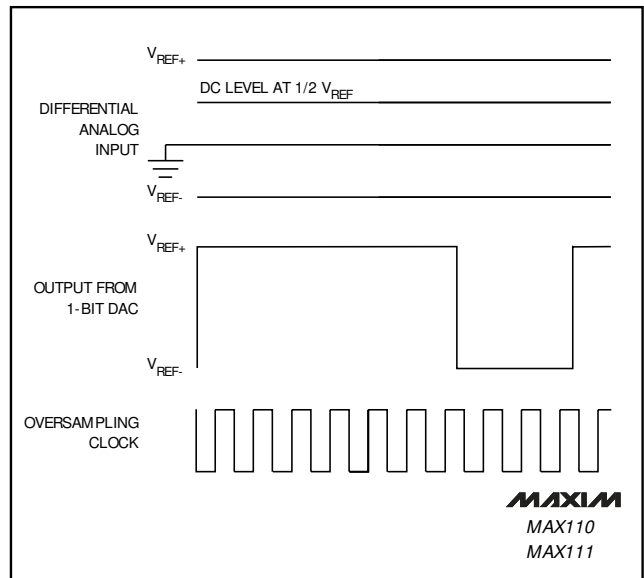 VREF+
DC LEVEL AT 1/2 VREF
DIFFERENTIAL
ANALOG
INPUT
VREF-
VREF+
OUTPUT FROM
1-BIT DAC
VREF-
OVERSAMPLING
CLOCK
MAXIM
MAX110
MAX111